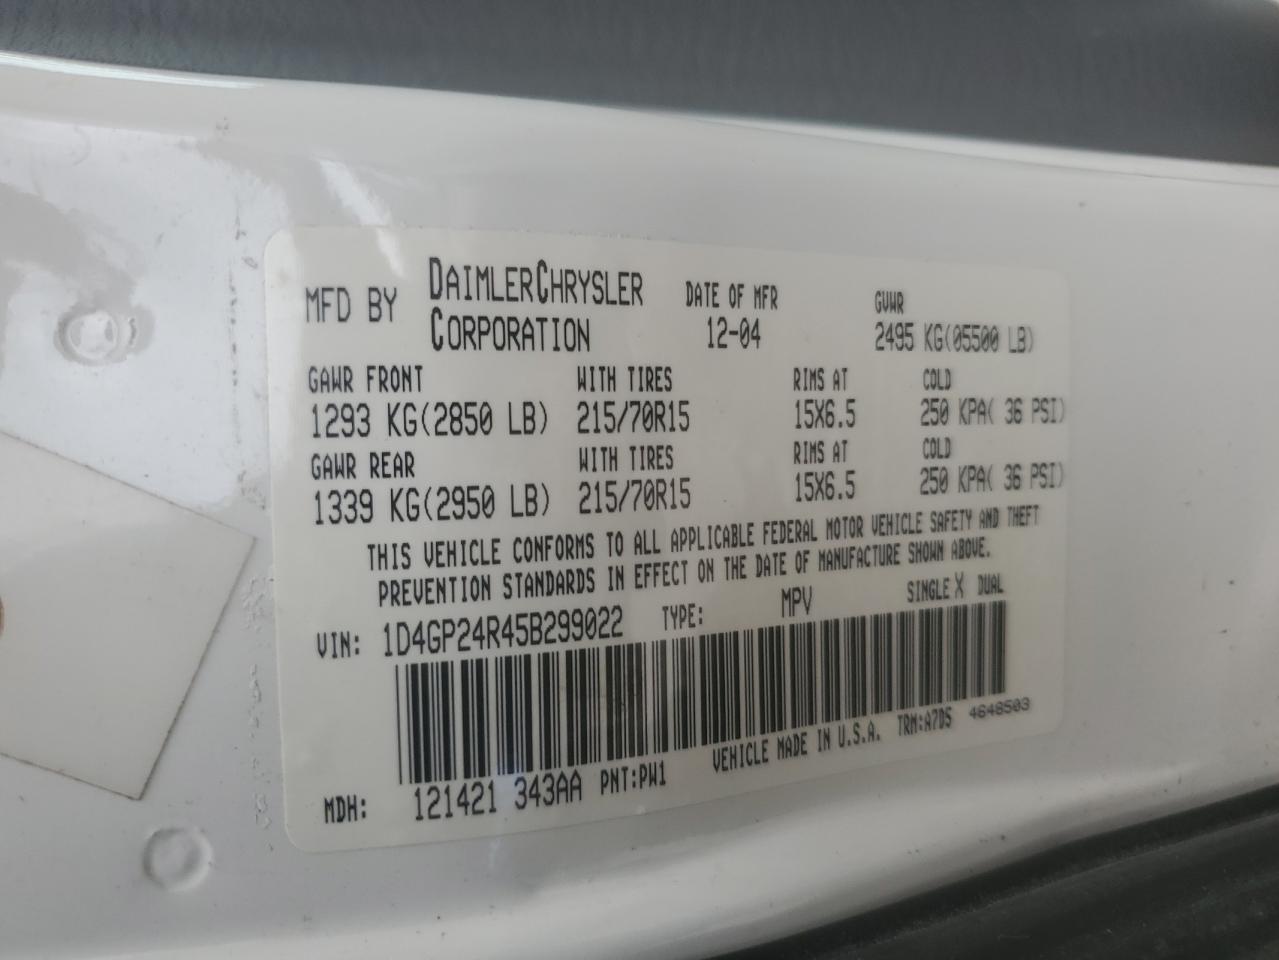 MFD BY DAIMLERCHRYSLER CORPORATION DATE OF MFR 12-04 GVWR 2495 KG(05500 LB)
GAWR FRONT WITH TIRES RIMS AT COLD
1293 KG(2850 LB) 215/70R15 15X6.5 250 KPA( 36 PSI)
GAWR REAR WITH TIRES RIMS AT COLD
1339 KG(2950 LB) 215/70R15 15X6.5 250 KPA( 36 PSI)
THIS VEHICLE CONFORMS TO ALL APPLICABLE FEDERAL MOTOR VEHICLE SAFETY AND THEFT
PREVENTION STANDARDS IN EFFECT ON THE DATE OF MANUFACTURE SHOWN ABOVE.
VIN: 1D4GP24R45B299022 TYPE: MPV SINGLE X DUAL
MDH: 121421 343AA PNT:PW1 VEHICLE MADE IN U.S.A. TRM:A7D5 4648503